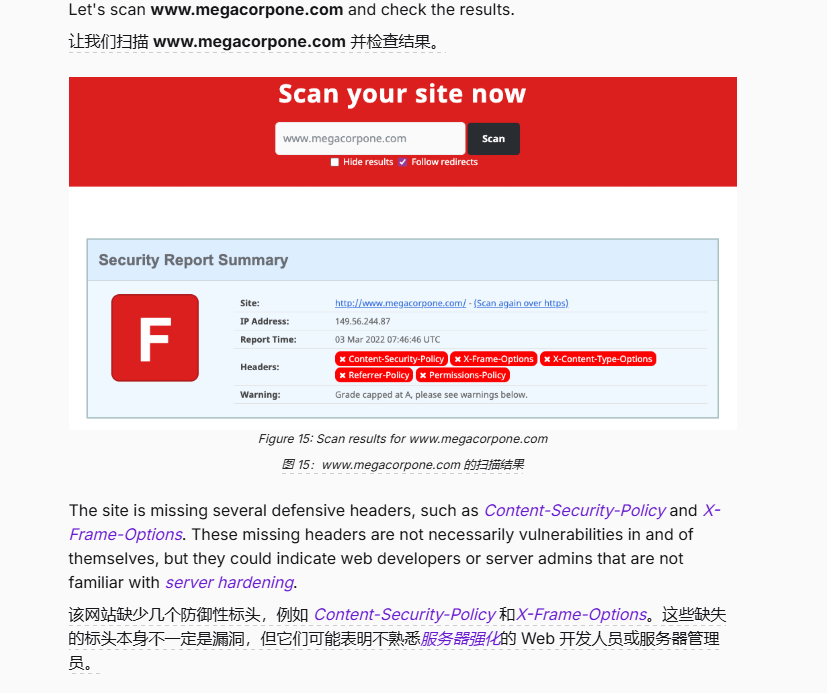 Let's scan www.megacorpone.com and check the results.
让我们扫描 www.megacorpone.com 并检查结果。
Scan your site now
www.megacorpone.com
Scan
Hide results Follow redirects
Security Report Summary
F
Site: http://www.megacorpone.com/ - (Scan again over https)
IP Address: 149.56.244.87
Report Time: 03 Mar 2022 07:46:46 UTC
Headers: ✖ Content-Security-Policy ✖ X-Frame-Options ✖ X-Content-Type-Options
✖ Referrer-Policy ✖ Permissions-Policy
Warning: Grade capped at A, please see warnings below.
Figure 15: Scan results for www.megacorpone.com
图 15：www.megacorpone.com 的扫描结果
The site is missing several defensive headers, such as Content-Security-Policy and X-
Frame-Options. These missing headers are not necessarily vulnerabilities in and of
themselves, but they could indicate web developers or server admins that are not
familiar with server hardening.
该网站缺少几个防御性标头，例如 Content-Security-Policy 和X-Frame-Options。这些缺失
的标头本身不一定是漏洞，但它们可能表明不熟悉服务器强化的 Web 开发人员或服务器管理
员。